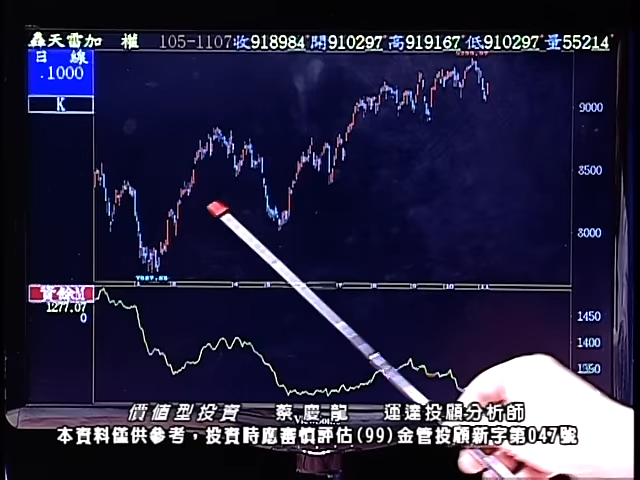 轟天雷加 權 105-1107收918984開910297高919167低910297量55214
日 線
.1000
K
9000
8500
8000
資餘M
1277.07
0
1450
1400
1350
價值型投資 蔡慶龍 運達投顧分析師
本資料僅供參考，投資時應審慎評估(99)金管投顧新字第047號